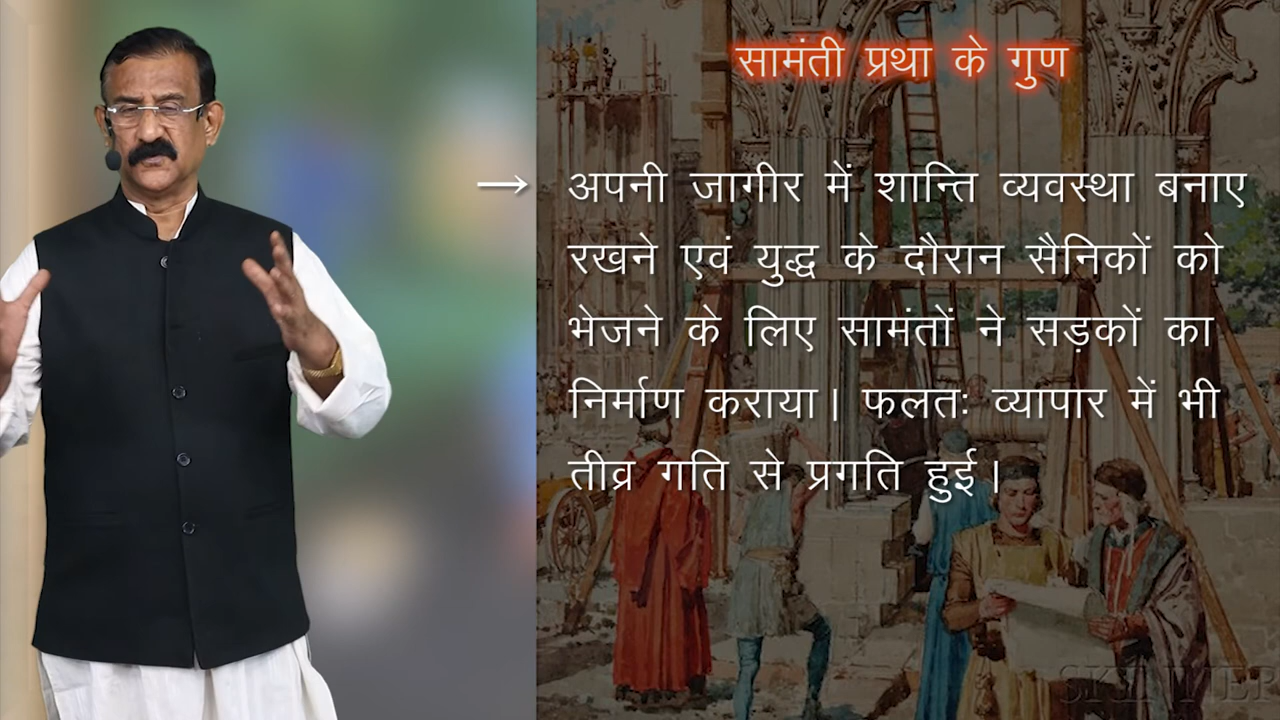 सामंती प्रथा के गुण
→ अपनी जागीर में शान्ति व्यवस्था बनाए
रखने एवं युद्ध के दौरान सैनिकों को
भेजने के लिए सामंतों ने सड़कों का
निर्माण कराया। फलतः व्यापार में भी
तीव्र गति से प्रगति हुई।